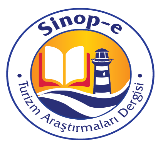 Sinop-e
• Turizm Araştırmaları Dergisi •